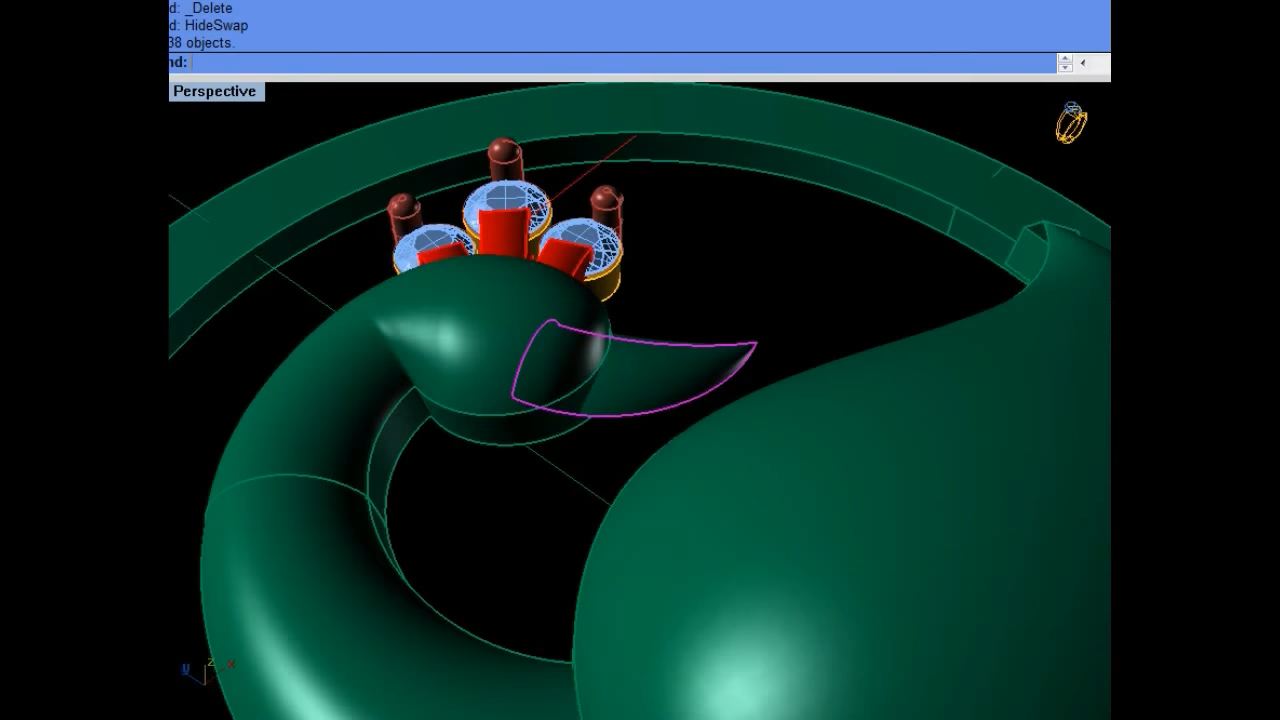 d: _Delete
d: HideSwap
38 objects.
nd:
Perspective
z
x